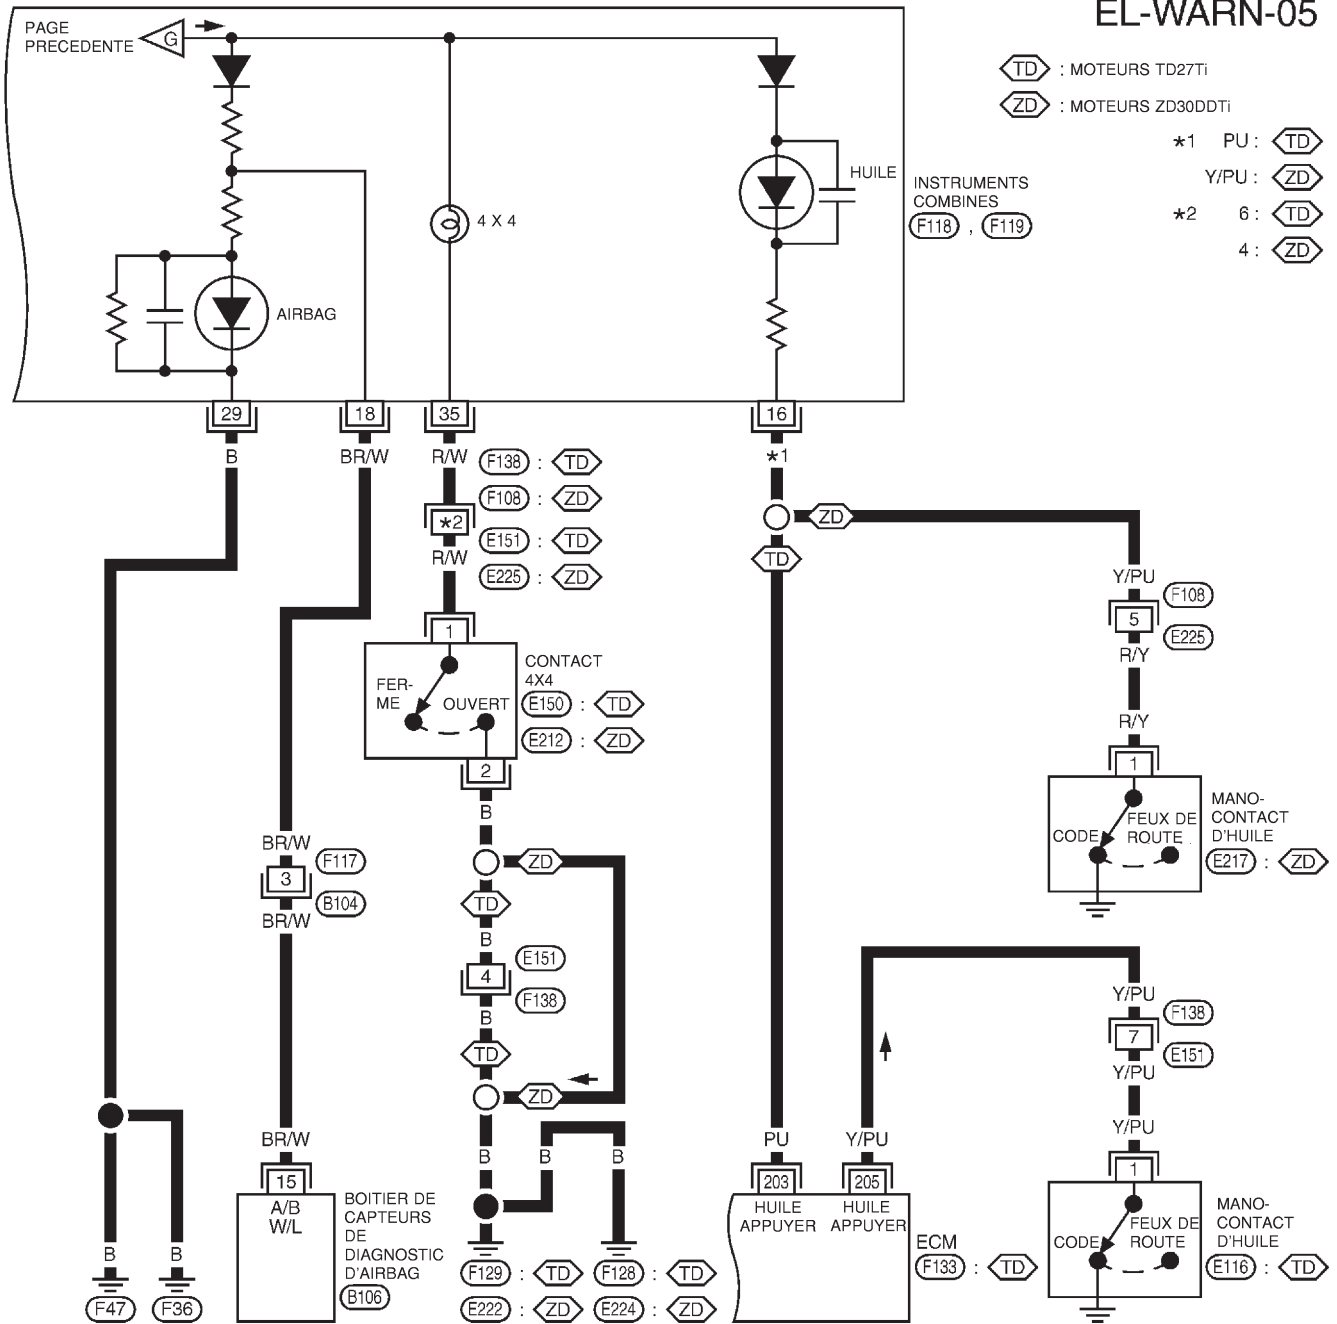 EL-WARN-05
PAGE
PRECEDENTE
G
TD : MOTEURS TD27Ti
ZD : MOTEURS ZD30DDTi
*1 PU : TD
Y/PU : ZD
*2 6 : TD
4 : ZD
HUILE
INSTRUMENTS
COMBINES
F118 , F119
4 X 4
AIRBAG
29
18
35
16
B
BR/W
R/W
*1
F138 : TD
F108 : ZD
*2
E151 : TD
R/W
E225 : ZD
ZD
TD
Y/PU
F108
5
E225
R/Y
R/Y
1
1
CONTACT
4X4
FER-
ME
OUVERT
E150 : TD
E212 : ZD
2
B
MANO-
CONTACT
D'HUILE
FEUX DE
ROUTE
CODE
E217 : ZD
BR/W
F117
3
B104
BR/W
ZD
TD
B
E151
4
F138
B
TD
ZD
Y/PU
F138
7
E151
Y/PU
Y/PU
BR/W
B
B
B
PU
Y/PU
15
A/B
W/L
BOITIER DE
CAPTEURS
DE
DIAGNOSTIC
D'AIRBAG
B106
203
205
HUILE
APPUYER
HUILE
APPUYER
ECM
F133 : TD
1
MANO-
CONTACT
D'HUILE
FEUX DE
ROUTE
CODE
E116 : TD
B
B
F47
F36
F129 : TD
F128 : TD
E222 : ZD
E224 : ZD